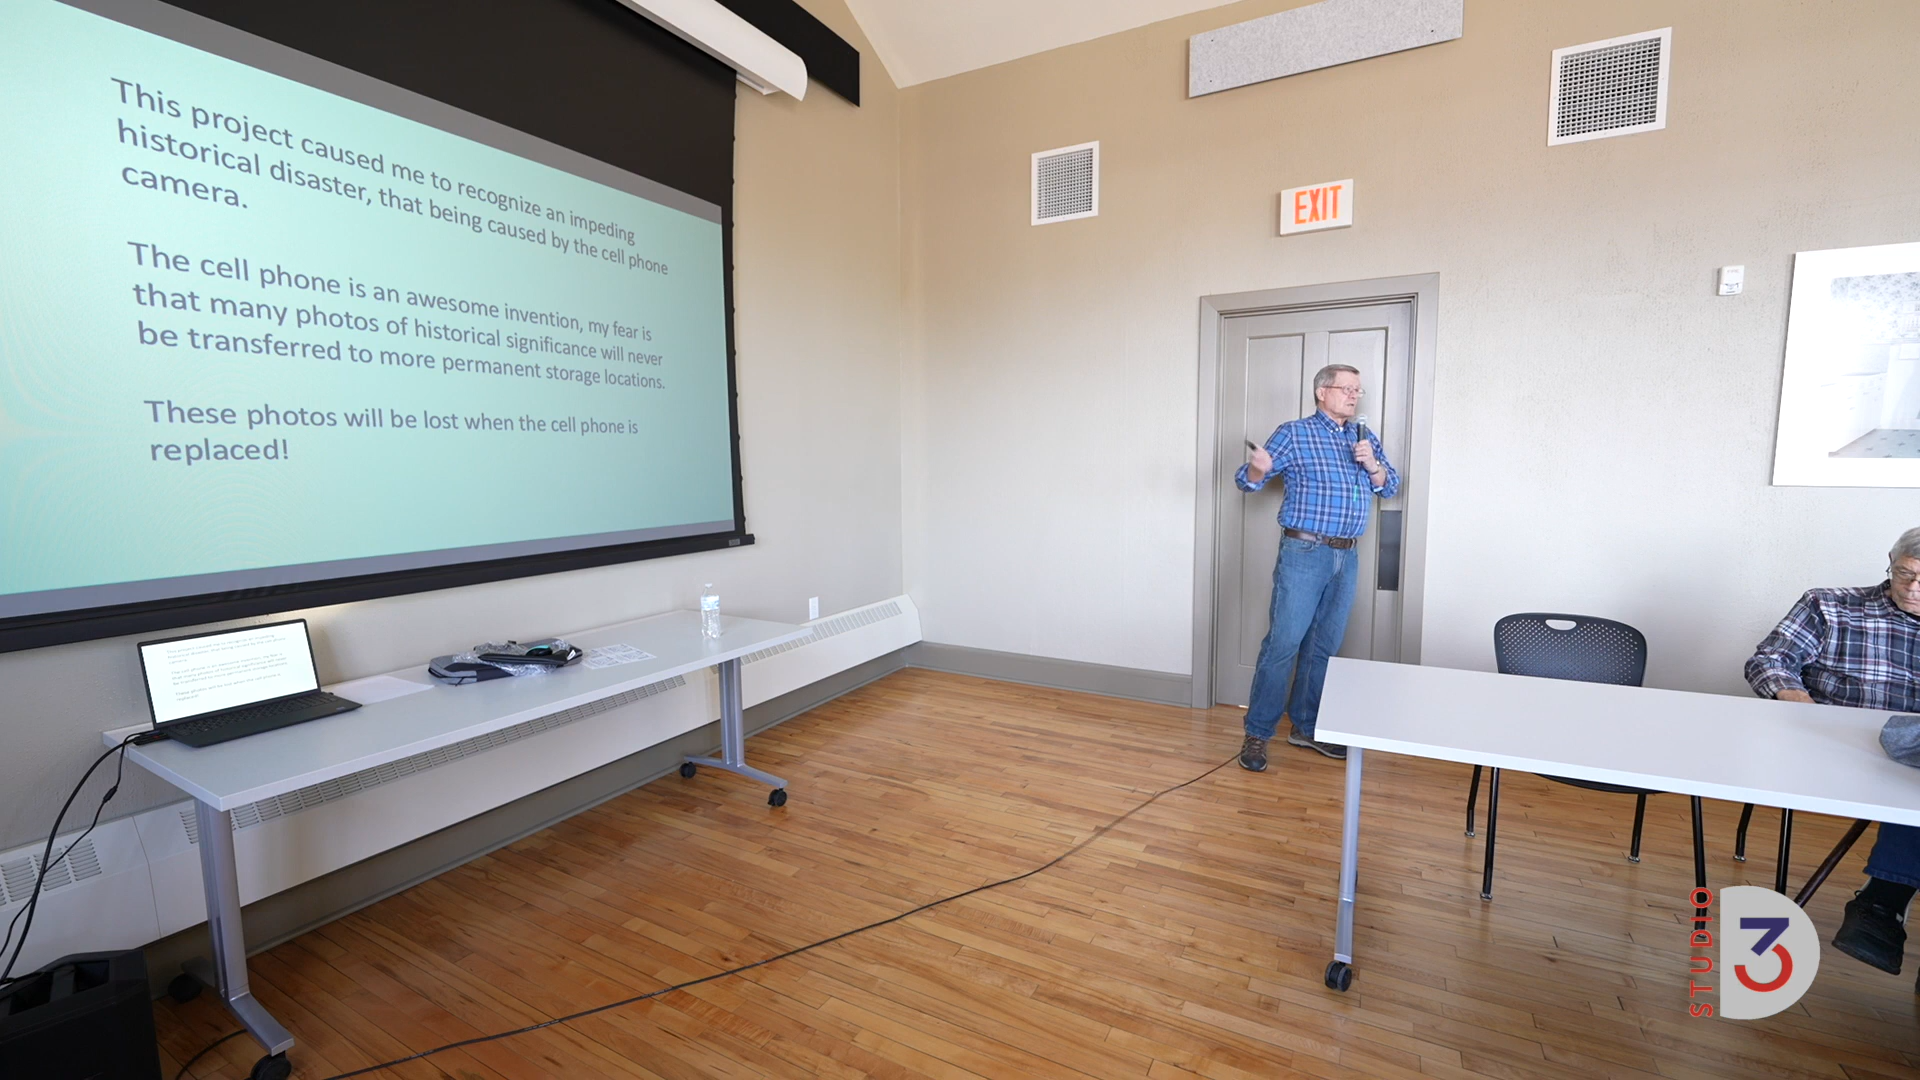 This project caused me to recognize an impeding
historical disaster, that being caused by the cell phone
camera.
The cell phone is an awesome invention, my fear is
that many photos of historical significance will never
be transferred to more permanent storage locations.
These photos will be lost when the cell phone is
replaced!
EXIT
STUDIO
3